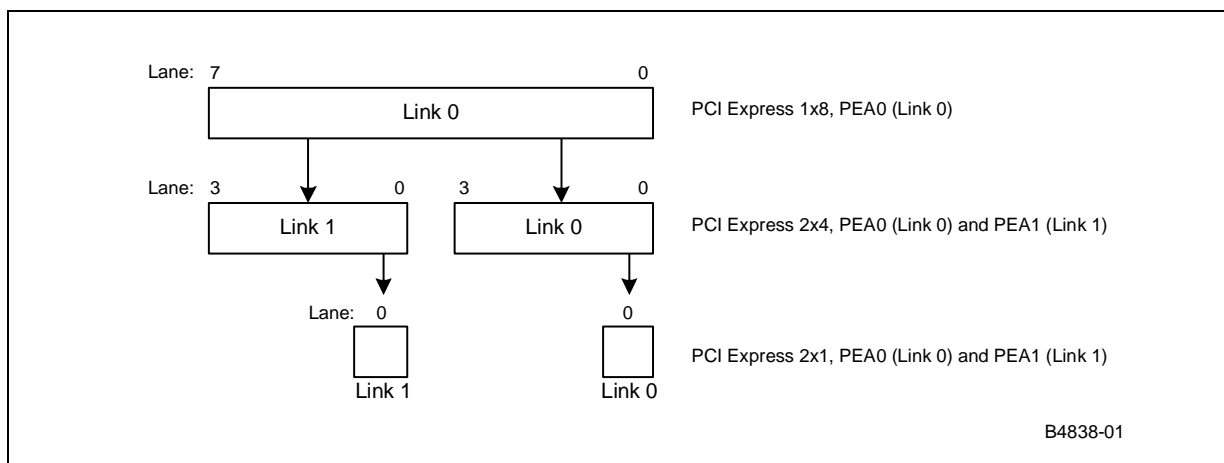 Lane: 7 0
Link 0 PCI Express 1x8, PEA0 (Link 0)
Lane: 3 0 3 0
Link 1 Link 0 PCI Express 2x4, PEA0 (Link 0) and PEA1 (Link 1)
Lane: 0 0
PCI Express 2x1, PEA0 (Link 0) and PEA1 (Link 1)
Link 1 Link 0
B4838-01